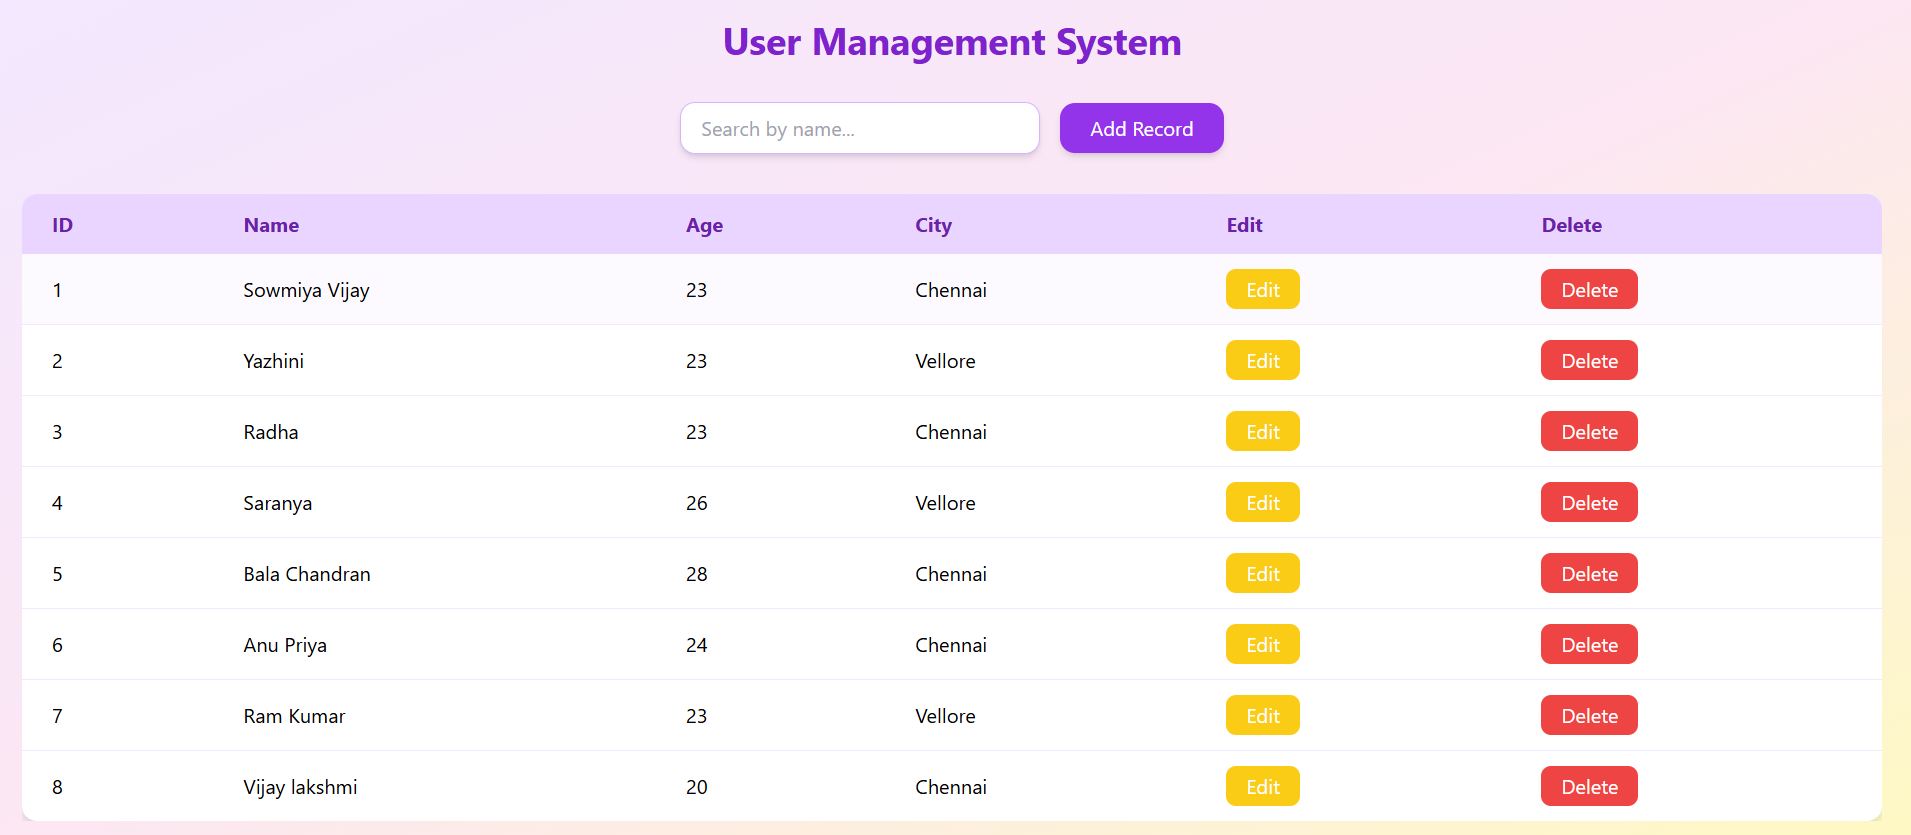 User Management System
Search by name... Add Record
ID Name Age City Edit Delete
1 Sowmiya Vijay 23 Chennai Edit Delete
2 Yazhini 23 Vellore Edit Delete
3 Radha 23 Chennai Edit Delete
4 Saranya 26 Vellore Edit Delete
5 Bala Chandran 28 Chennai Edit Delete
6 Anu Priya 24 Chennai Edit Delete
7 Ram Kumar 23 Vellore Edit Delete
8 Vijay lakshmi 20 Chennai Edit Delete